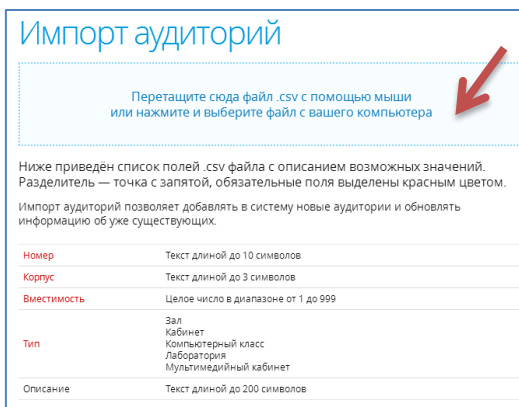 Импорт аудиторий
Перетащите сюда файл .csv с помощью мыши
или нажмите и выберите файл с вашего компьютера
Ниже приведён список полей .csv файла с описанием возможных значений.
Разделитель — точка с запятой, обязательные поля выделены красным цветом.
Импорт аудиторий позволяет добавлять в систему новые аудитории и обновлять
информацию об уже существующих.
Номер Текст длиной до 10 символов
Корпус Текст длиной до 3 символов
Вместимость Целое число в диапазоне от 1 до 999
Зал
Кабинет
Тип Компьютерный класс
Лаборатория
Мультимедийный кабинет
Описание Текст длиной до 200 символов